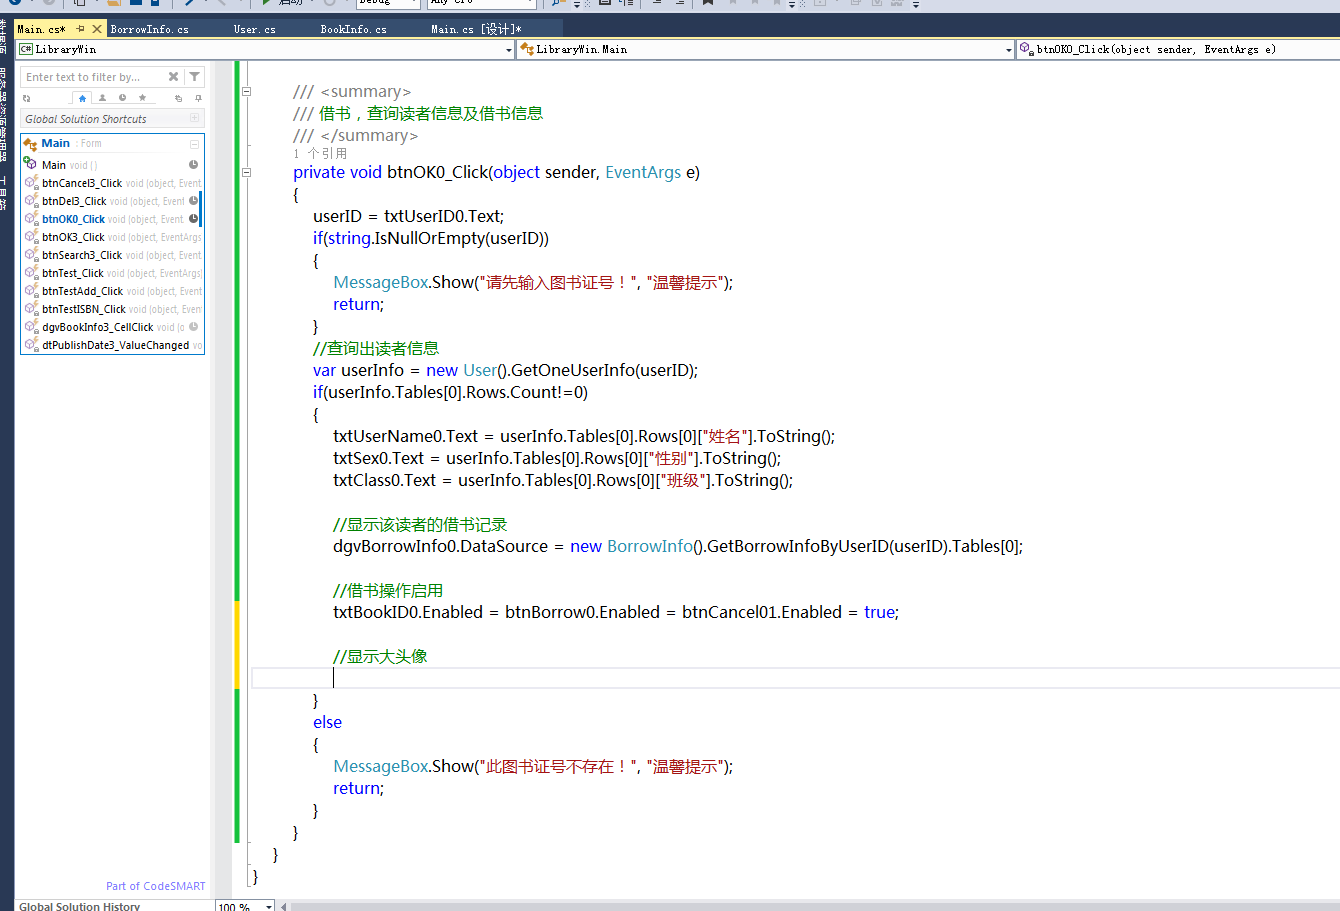 启动
Debug
Any CPU
Main.cs*
BorrowInfo.cs
User.cs
BookInfo.cs
Main.cs [设计]*
LibraryWin
LibraryWin.Main
btnOK0_Click(object sender, EventArgs e)
Enter text to filter by...
Global Solution Shortcuts
Main : Form
Main void ()
btnCancel3_Click void (object, Event
btnDel3_Click void (object, Event
btnOK0_Click void (object, Event
btnOK3_Click void (object, EventArgs
btnSearch3_Click void (object, Event
btnTest_Click void (object, EventArgs)
btnTestAdd_Click void (object, Event
btnTestISBN_Click void (object, Even
dgvBookInfo3_CellClick void (o
dtPublishDate3_ValueChanged vo
Part of CodeSMART
Global Solution History
/// <summary>
/// 借书，查询读者信息及借书信息
/// </summary>
1 个引用
private void btnOK0_Click(object sender, EventArgs e)
{
userID = txtUserID0.Text;
if(string.IsNullOrEmpty(userID))
{
MessageBox.Show("请先输入图书证号！", "温馨提示");
return;
}
//查询出读者信息
var userInfo = new User().GetOneUserInfo(userID);
if(userInfo.Tables[0].Rows.Count!=0)
{
txtUserName0.Text = userInfo.Tables[0].Rows[0]["姓名"].ToString();
txtSex0.Text = userInfo.Tables[0].Rows[0]["性别"].ToString();
txtClass0.Text = userInfo.Tables[0].Rows[0]["班级"].ToString();
//显示该读者的借书记录
dgvBorrowInfo0.DataSource = new BorrowInfo().GetBorrowInfoByUserID(userID).Tables[0];
//借书操作启用
txtBookID0.Enabled = btnBorrow0.Enabled = btnCancel01.Enabled = true;
//显示大头像
}
else
{
MessageBox.Show("此图书证号不存在！", "温馨提示");
return;
}
}
}
}
100 %